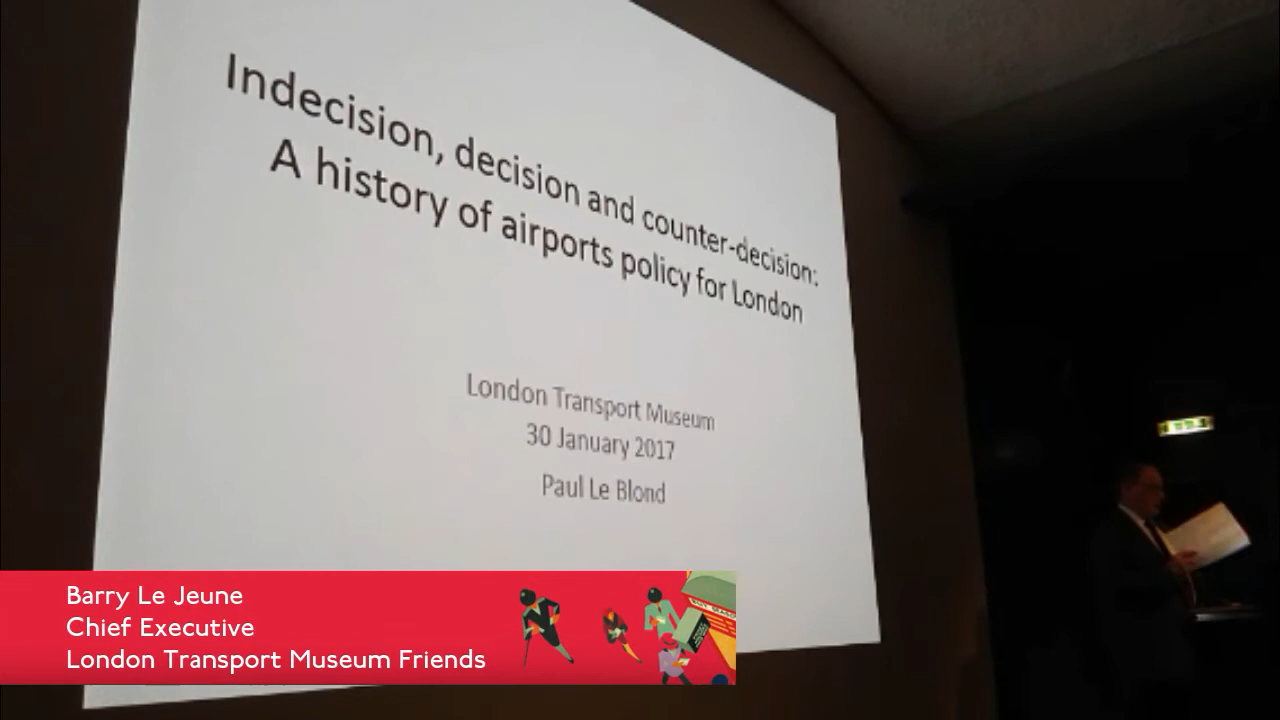 Indecision, decision and counter-decision:
A history of airports policy for London
London Transport Museum
30 January 2017
Paul Le Blond
Barry Le Jeune
Chief Executive
London Transport Museum Friends